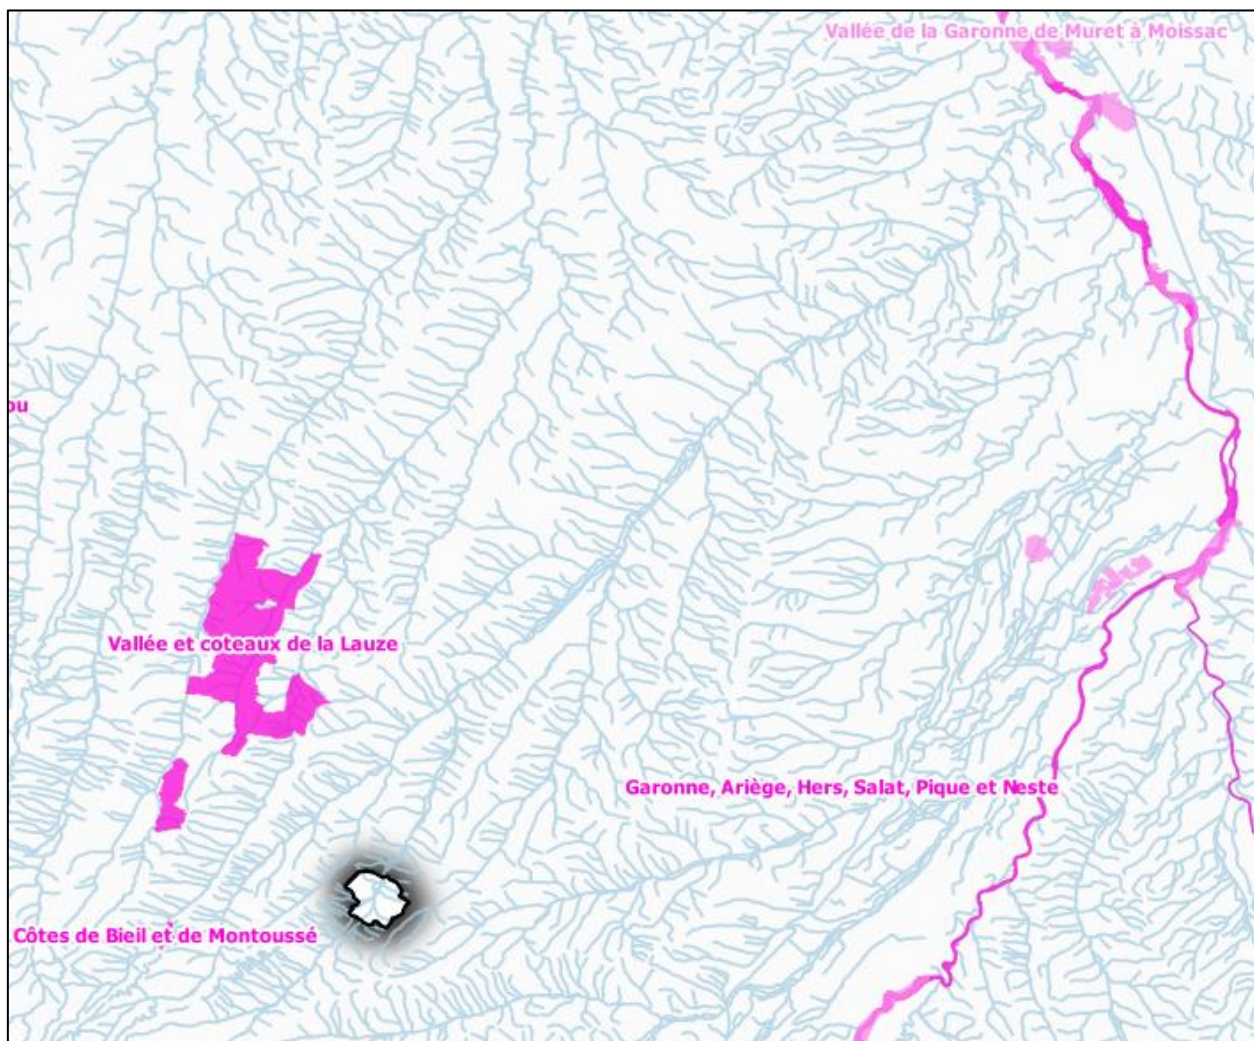 Vallée de la Garonne de Muret à Moissac
ou
Vallée et coteaux de la Lauze
Garonne, Ariège, Hers, Salat, Pique et Neste
Côtes de Bieil et de Montoussé